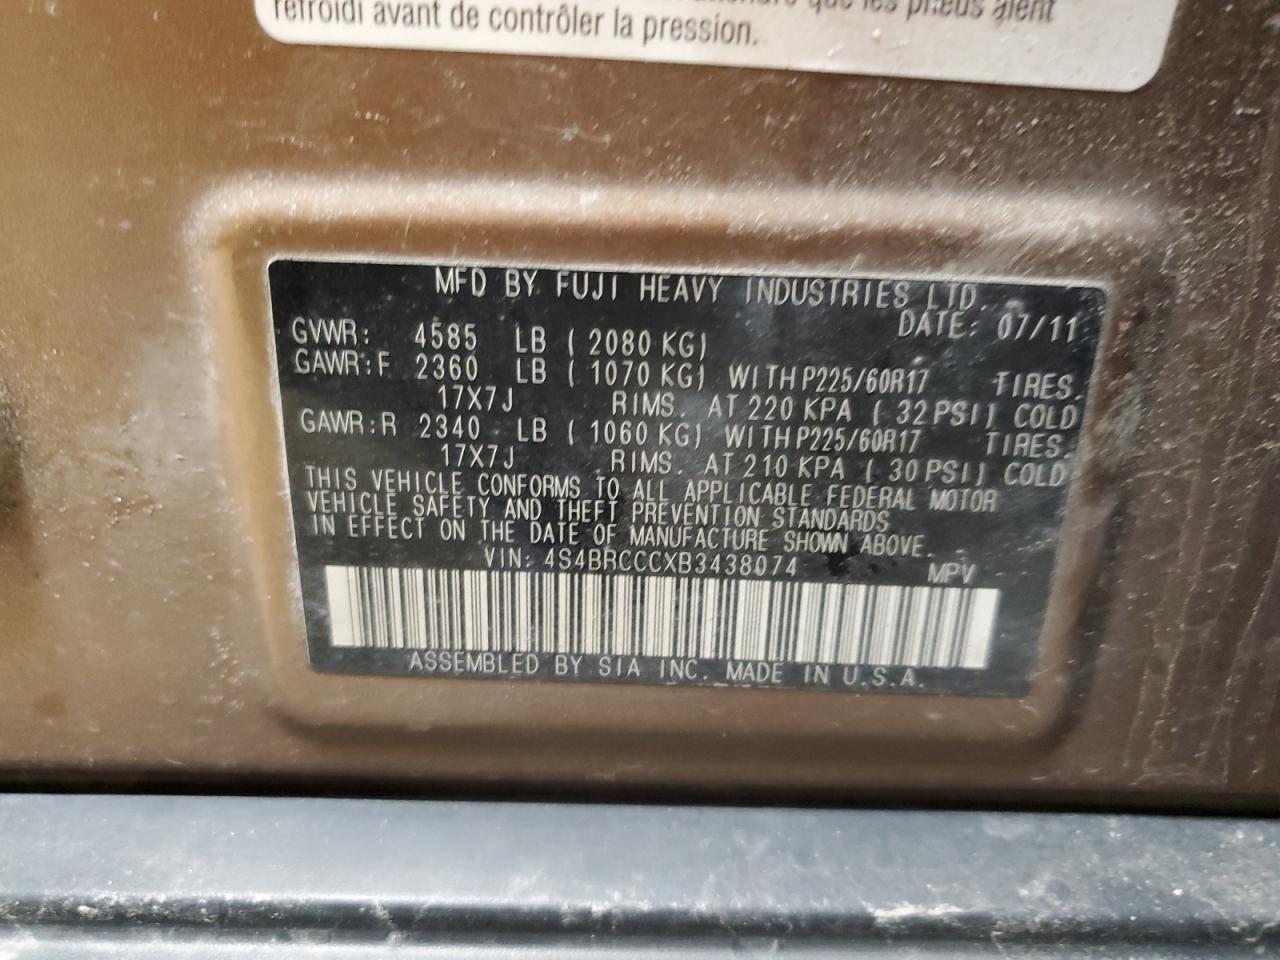 que les pneus aient
refroidi avant de contrôler la pression.
MFD BY FUJI HEAVY INDUSTRIES LTD.
DATE: 07/11
GVWR: 4585 LB ( 2080 KG)
GAWR:F 2360 LB ( 1070 KG) WITH P225/60R17 TIRES.
17X7J RIMS. AT 220 KPA ( 32 PSI) COLD
GAWR:R 2340 LB ( 1060 KG) WITH P225/60R17 TIRES.
17X7J RIMS. AT 210 KPA ( 30 PSI) COLD
THIS VEHICLE CONFORMS TO ALL APPLICABLE FEDERAL MOTOR
VEHICLE SAFETY AND THEFT PREVENTION STANDARDS
IN EFFECT ON THE DATE OF MANUFACTURE SHOWN ABOVE.
VIN: 4S4BRCCCXB3438074 MPV
ASSEMBLED BY SIA INC. MADE IN U.S.A.